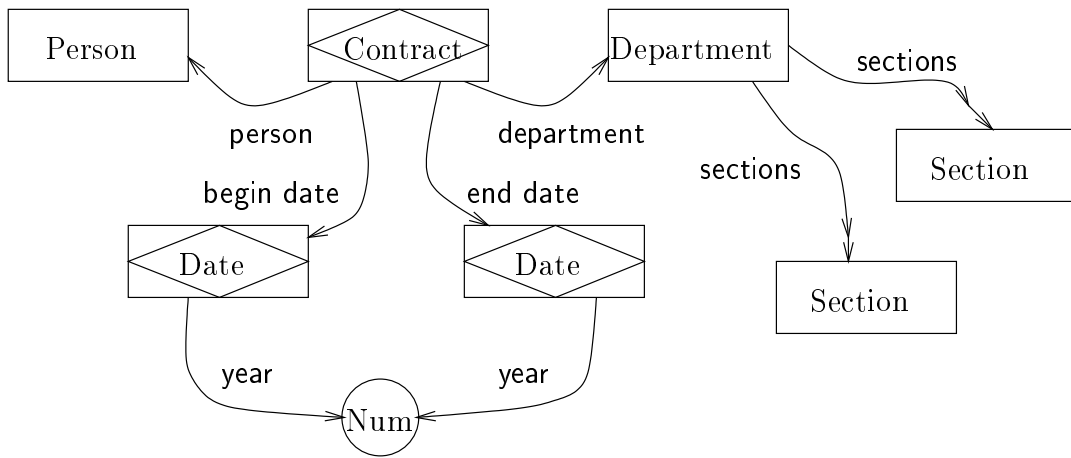 Person
Contract
Department
sections
person
department
sections
Section
begin date
end date
Date
Date
Section
year
year
Num